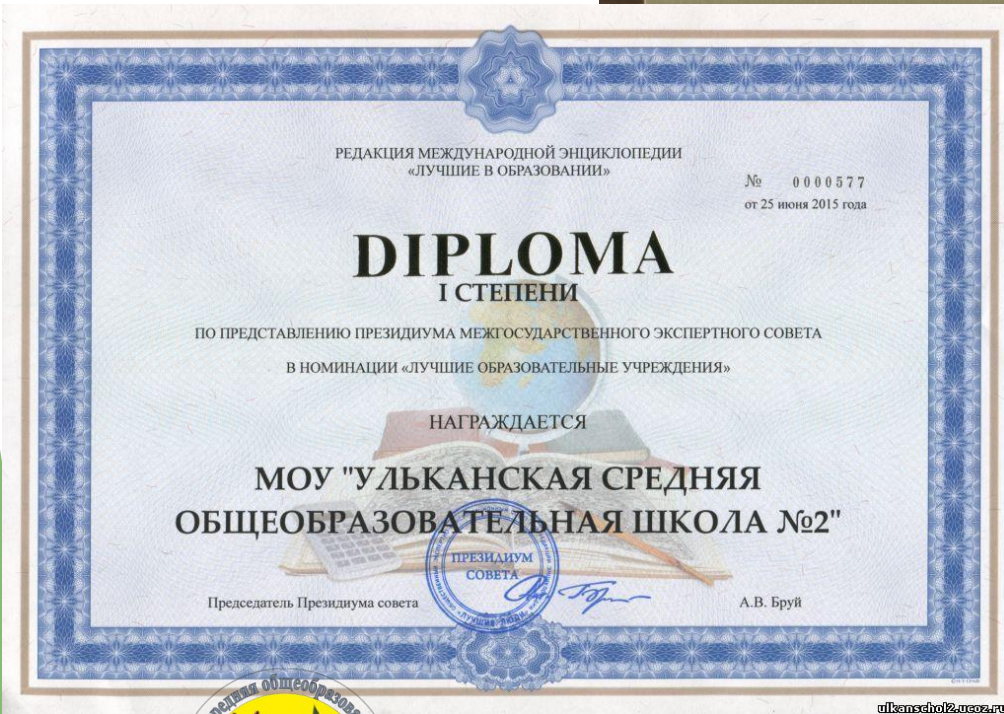 РЕДАКЦИЯ МЕЖДУНАРОДНОЙ ЭНЦИКЛОПЕДИИ
«ЛУЧШИЕ В ОБРАЗОВАНИИ»
№ 0000577
от 25 июня 2015 года
DIPLOMA
I СТЕПЕНИ
ПО ПРЕДСТАВЛЕНИЮ ПРЕЗИДИУМА МЕЖГОСУДАРСТВЕННОГО ЭКСПЕРТНОГО СОВЕТА
В НОМИНАЦИИ «ЛУЧШИЕ ОБРАЗОВАТЕЛЬНЫЕ УЧРЕЖДЕНИЯ»
НАГРАЖДАЕТСЯ
МОУ "УЛЬКАНСКАЯ СРЕДНЯЯ
ОБЩЕОБРАЗОВАТЕЛЬНАЯ ШКОЛА №2"
ПРЕЗИДИУМ
СОВЕТА
Председатель Президиума совета
А.В. Бруй
ulkanschol2.ucoz.ru